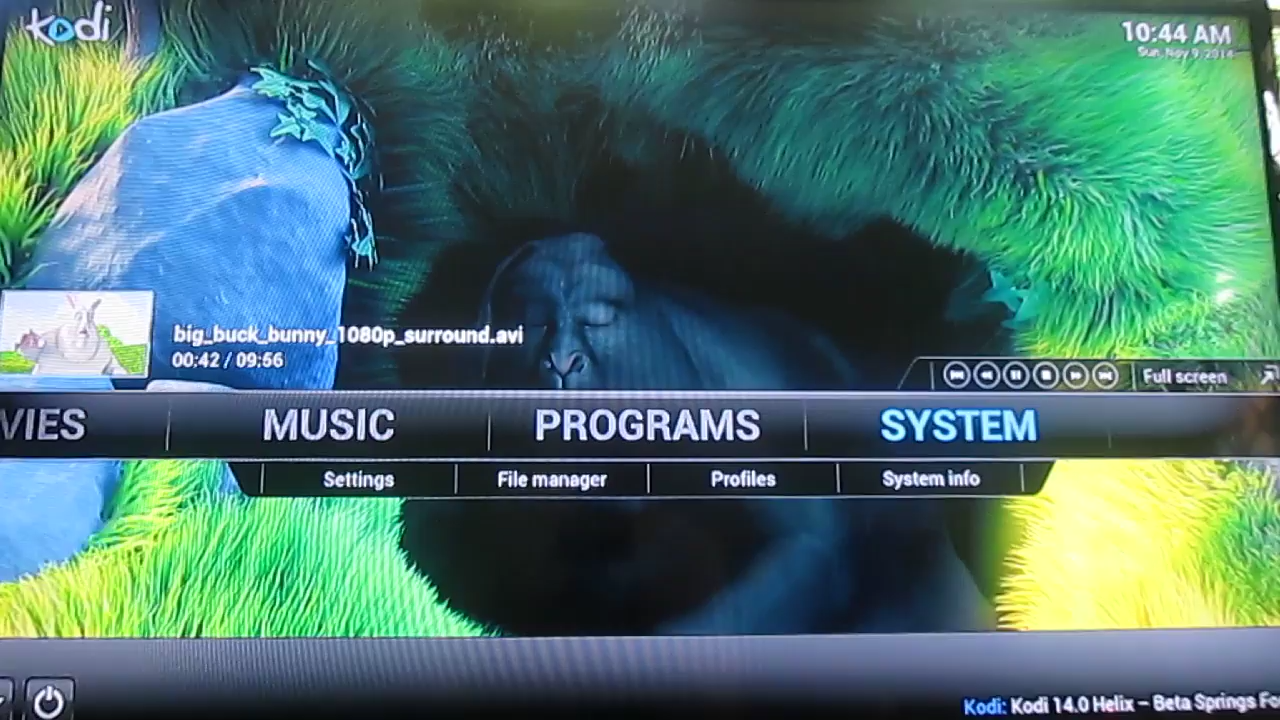 kodi
10:44 AM
Sun, Nov 9, 2014
big_buck_bunny_1080p_surround.avi
00:42 / 09:56
Full screen
VIES
MUSIC
PROGRAMS
SYSTEM
Settings
File manager
Profiles
System info
Kodi: Kodi 14.0 Helix – Beta Springs Fo